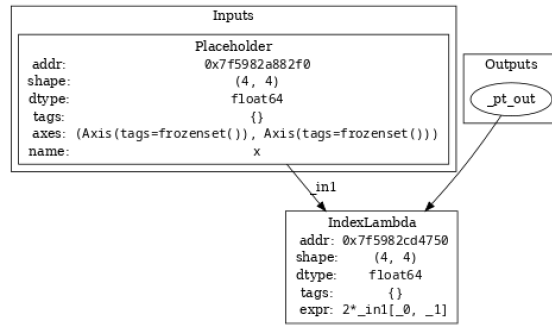 Inputs
Placeholder
addr: 0x7f5982a882f0
shape: (4, 4)
dtype: float64
tags: {}
axes: (Axis(tags=frozenset()), Axis(tags=frozenset()))
name: x
Outputs
_pt_out
_in1
IndexLambda
addr: 0x7f5982cd4750
shape: (4, 4)
dtype: float64
tags: {}
expr: 2*_in1[_0, _1]